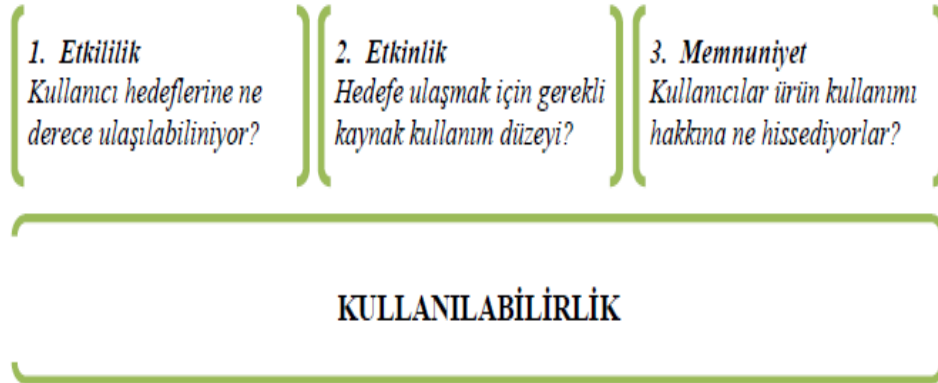 1. Etkililik
Kullanıcı hedeflerine ne
derece ulaşılabiliniyor?
2. Etkinlik
Hedefe ulaşmak için gerekli
kaynak kullanım düzeyi?
3. Memnuniyet
Kullanıcılar ürün kullanımı
hakkına ne hissediyorlar?
KULLANILABİLİRLİK